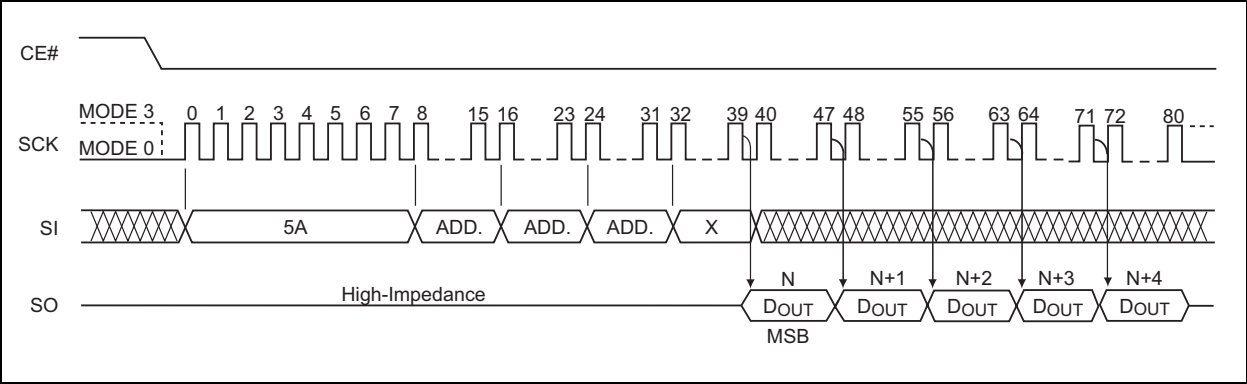 CE#
MODE 3 0 1 2 3 4 5 6 7 8 15 16 23 24 31 32 39 40 47 48 55 56 63 64 71 72 80
SCK
MODE 0
SI 5A ADD. ADD. ADD. X
N N+1 N+2 N+3 N+4
SO High-Impedance DOUT DOUT DOUT DOUT DOUT
MSB